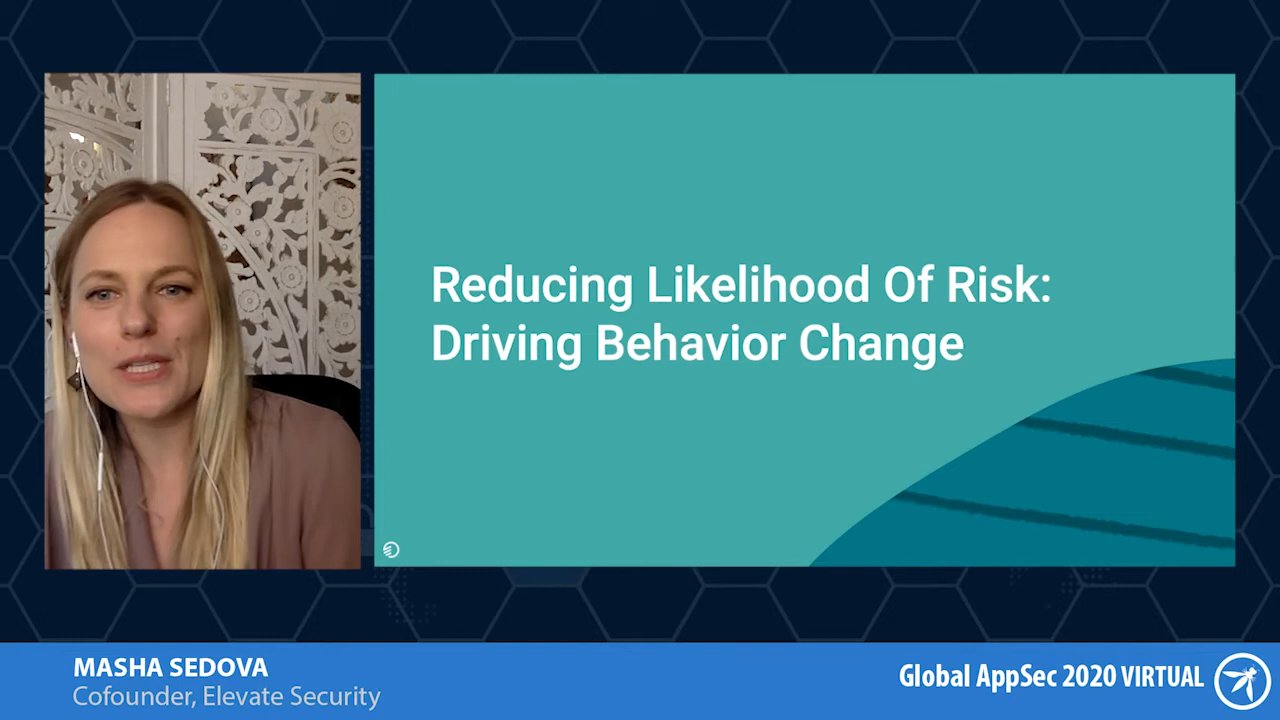 Reducing Likelihood Of Risk:
Driving Behavior Change
MASHA SEDOVA
Cofounder, Elevate Security
Global AppSec 2020 VIRTUAL